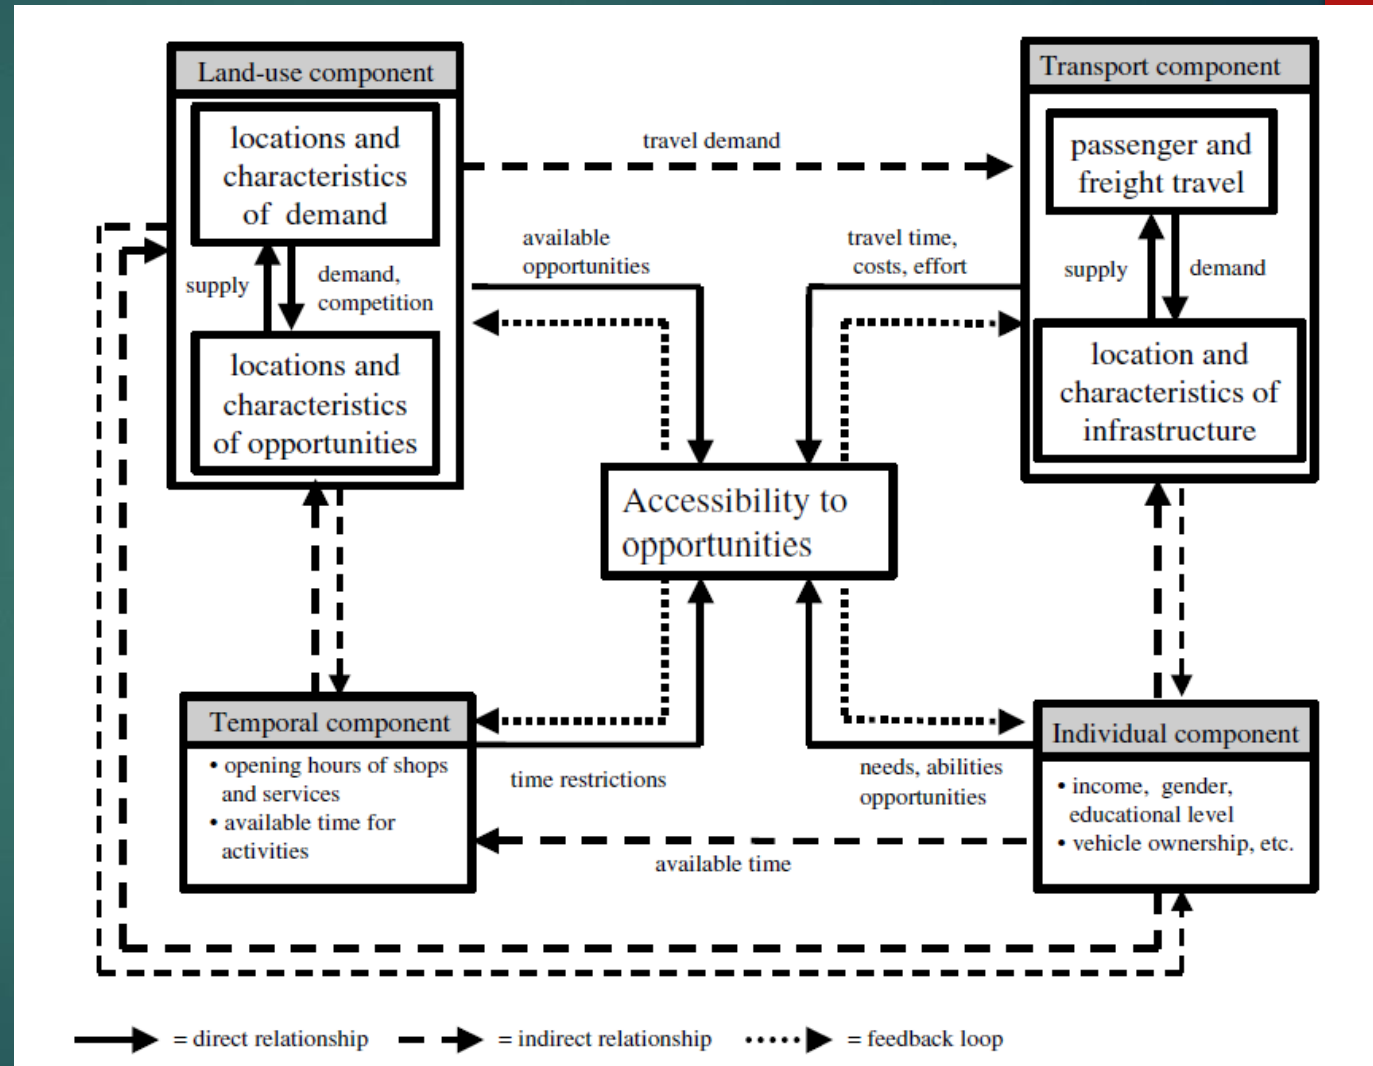 Land-use component
locations and
characteristics
of demand
supply
demand,
competition
locations and
characteristics
of opportunities
travel demand
available
opportunities
travel time,
costs, effort
Transport component
passenger and
freight travel
supply
demand
location and
characteristics of
infrastructure
Accessibility to
opportunities
Temporal component
• opening hours of shops
and services
• available time for
activities
time restrictions
needs, abilities
opportunities
available time
Individual component
• income, gender,
educational level
• vehicle ownership, etc.
= direct relationship
= indirect relationship
= feedback loop